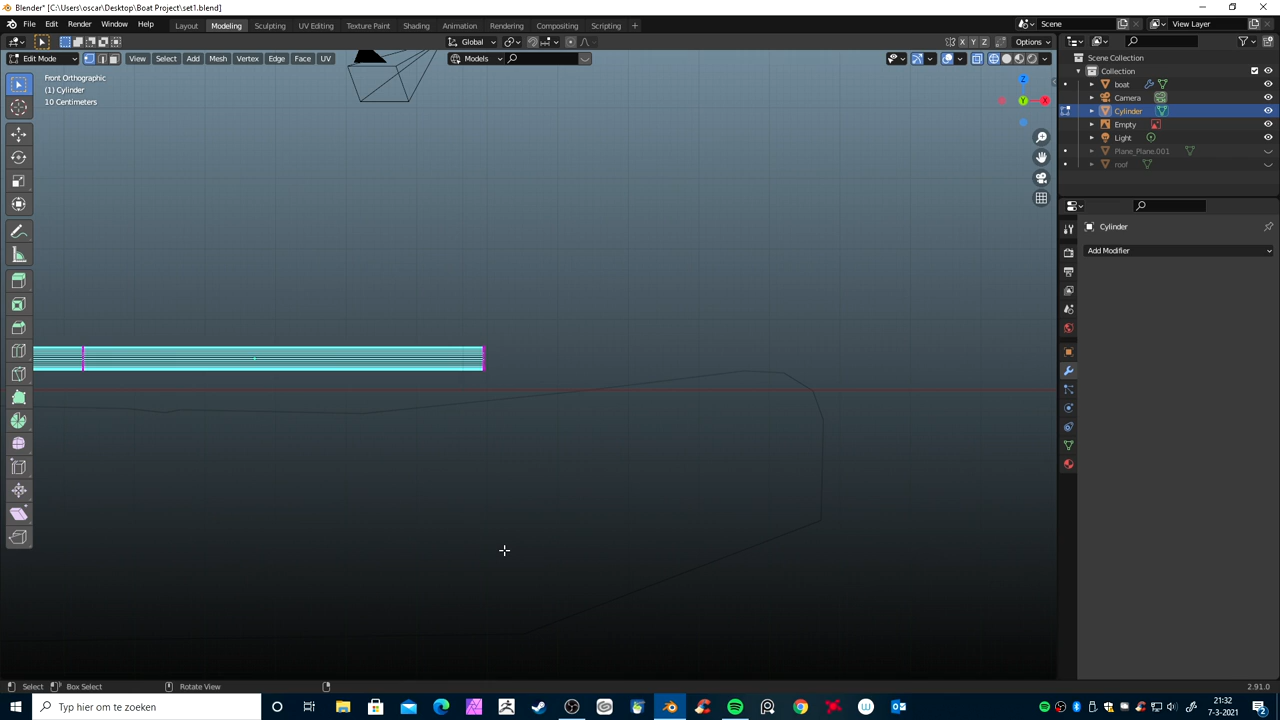 Blender* [C:\Users\oscar\Desktop\Boat Project\set1.blend]
File Edit Render Window Help Layout Modeling Sculpting UV Editing Texture Paint Shading Animation Rendering Compositing Scripting + Scene View Layer
Global Options
Edit Mode View Select Add Mesh Vertex Edge Face UV Models
X Y Z
Front Orthographic
(1) Cylinder
10 Centimeters
Z
Y
X
Scene Collection
Collection
boat
Camera
Cylinder
Empty
Light
Plane_Plane.001
roof
Cylinder
Add Modifier
Select Box Select Rotate View 2.91.0
Typ hier om te zoeken
21:32
7-3-2021
2